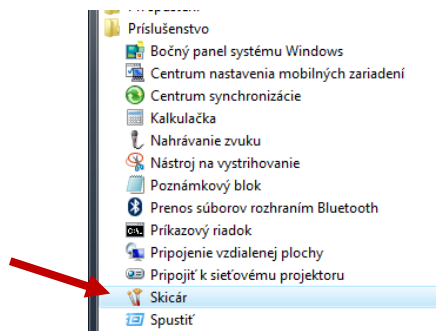 Príslušenstvo
Bočný panel systému Windows
Centrum nastavenia mobilných zariadení
Centrum synchronizácie
Kalkulačka
Nahrávanie zvuku
Nástroj na vystrihovanie
Poznámkový blok
Prenos súborov rozhraním Bluetooth
Príkazový riadok
Pripojenie vzdialenej plochy
Pripojiť k sieťovému projektoru
Skicár
Spustiť